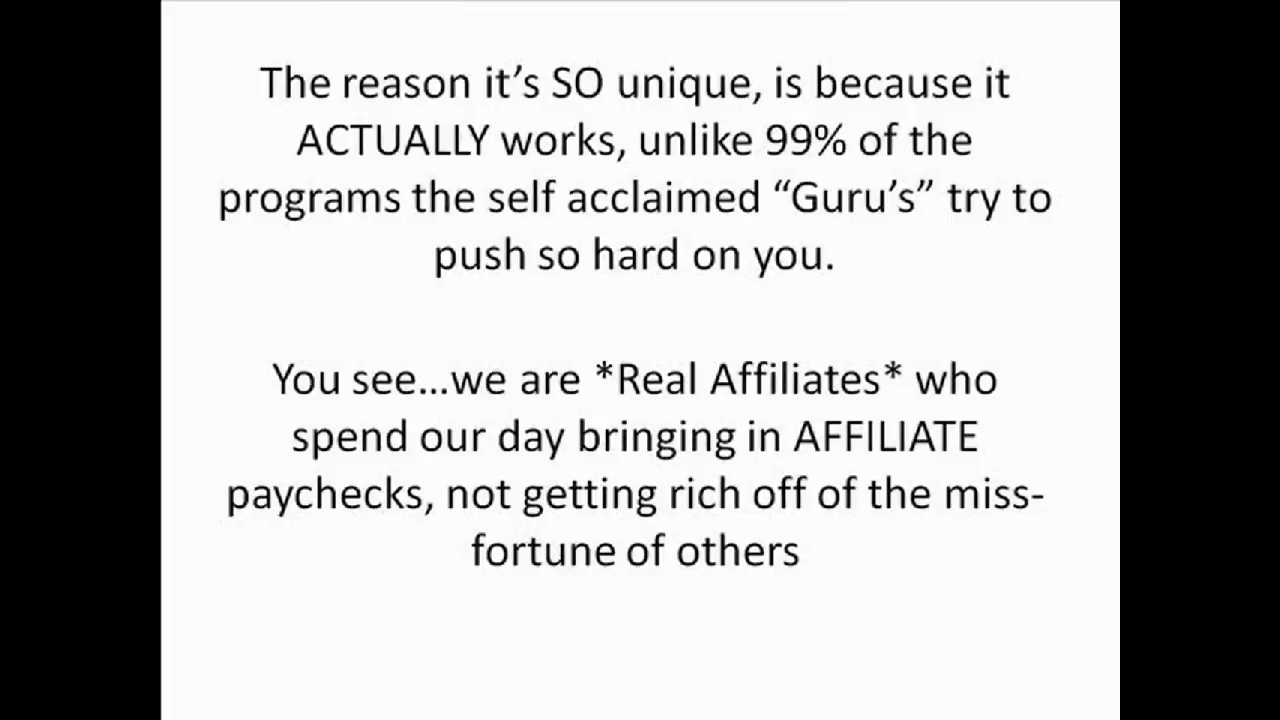 The reason it’s SO unique, is because it
ACTUALLY works, unlike 99% of the
programs the self acclaimed “Guru’s” try to
push so hard on you.
You see…we are *Real Affiliates* who
spend our day bringing in AFFILIATE
paychecks, not getting rich off of the miss-
fortune of others